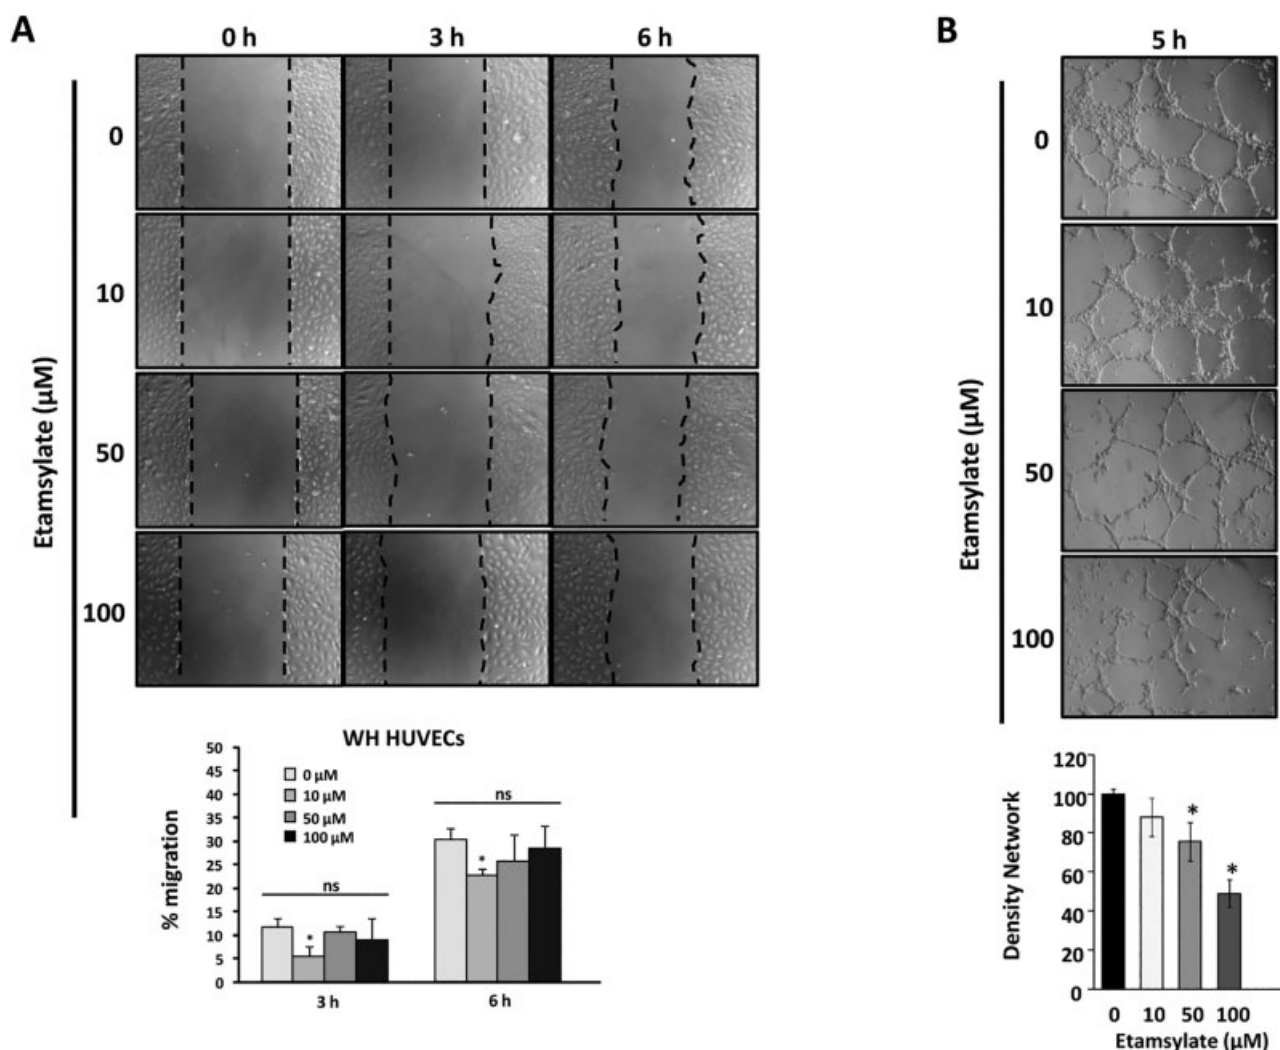 A
0 h 3 h 6 h
0
10
50
100
Etamsylate (µM)
WH HUVECs
50
45
40
35
30
25
20
15
10
5
0
% migration
0 µM
10 µM
50 µM
100 µM
ns
*
ns
*
3 h 6 h
B
5 h
0
10
50
100
Etamsylate (µM)
120
100
80
60
40
20
0
Density Network
*
*
0 10 50 100
Etamsylate (µM)